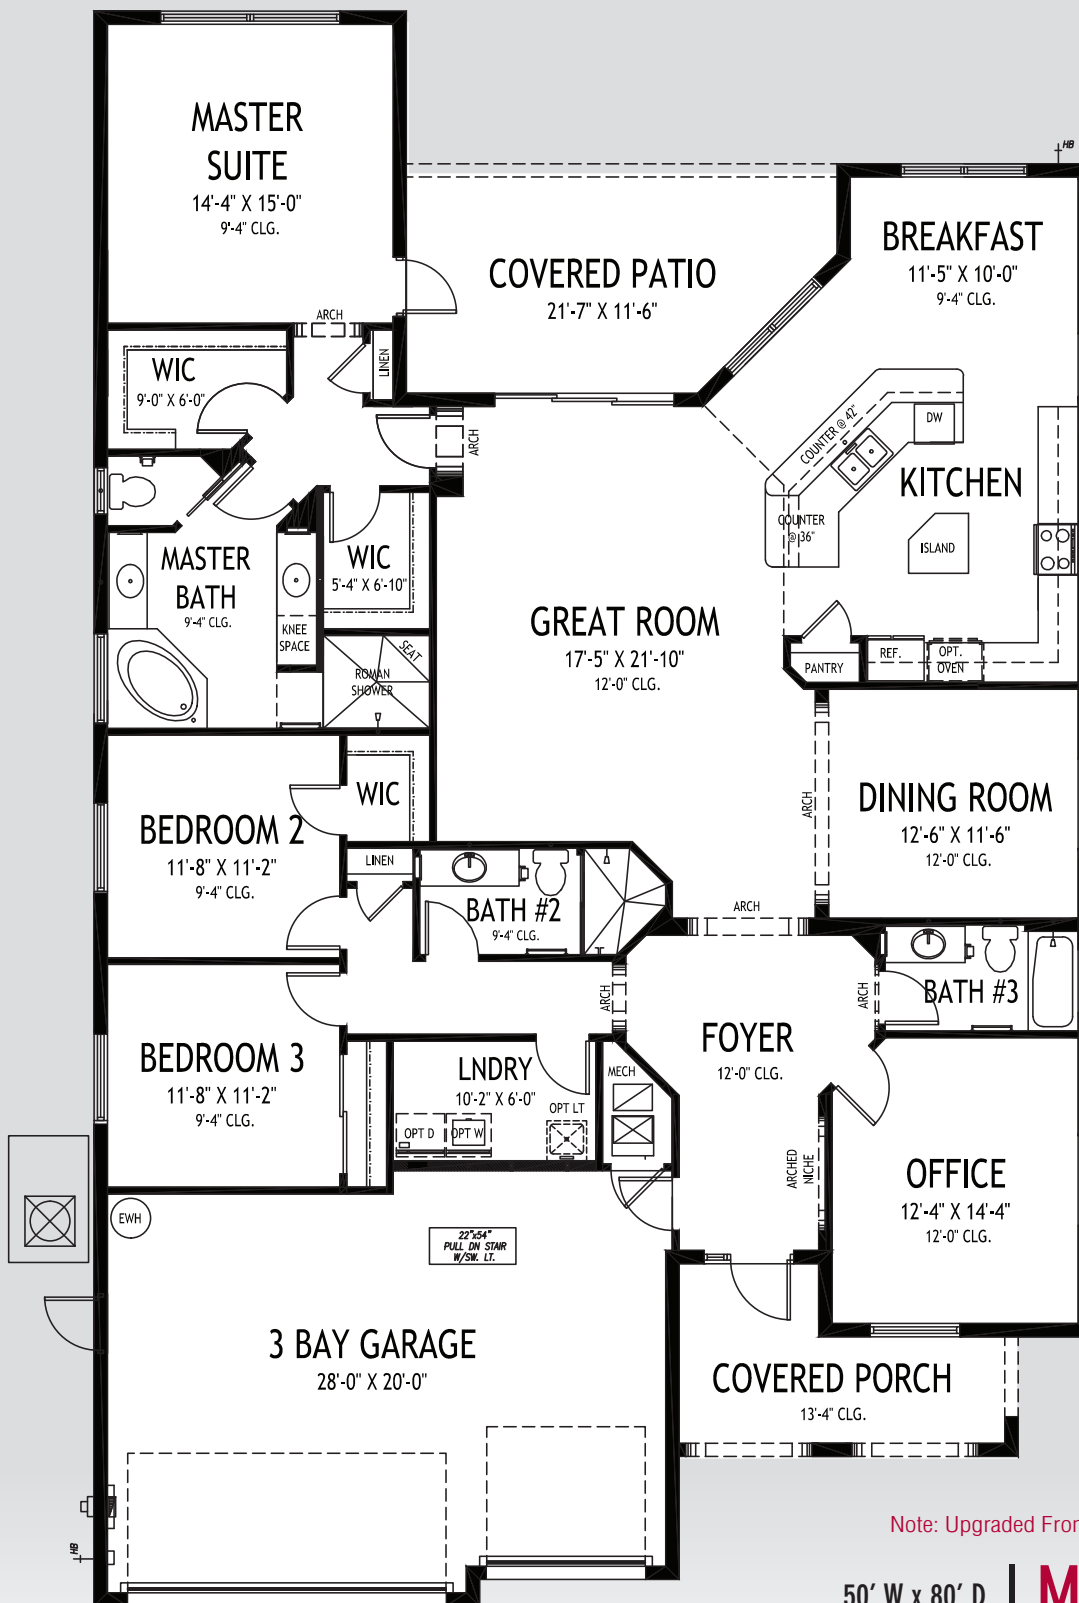 MASTER
SUITE
14'-4" X 15'-0"
9'-4" CLG.
HB
BREAKFAST
11'-5" X 10'-0"
9'-4" CLG.
COVERED PATIO
21'-7" X 11'-6"
ARCH
LINEN
WIC
9'-0" X 6'-0"
ARCH
COUNTER @ 42"
DW
KITCHEN
COUNTER
@ 36"
ISLAND
MASTER
BATH
9'-4" CLG.
WIC
5'-4" X 6'-10"
KNEE
SPACE
SEAT
ROMAN
SHOWER
GREAT ROOM
17'-5" X 21'-10"
12'-0" CLG.
PANTRY
REF.
OPT.
OVEN
WIC
BEDROOM 2
11'-8" X 11'-2"
9'-4" CLG.
ARCH
DINING ROOM
12'-6" X 11'-6"
12'-0" CLG.
LINEN
BATH #2
9'-4" CLG.
ARCH
ARCH
ARCH
BATH #3
FOYER
12'-0" CLG.
BEDROOM 3
11'-8" X 11'-2"
9'-4" CLG.
LNDRY
10'-2" X 6'-0"
MECH
OPT LT
OPT D
OPT W
ARCHED
NICHE
OFFICE
12'-4" X 14'-4"
12'-0" CLG.
EWH
22"x54"
PULL DN STAIR
W/SW. LT.
3 BAY GARAGE
28'-0" X 20'-0"
COVERED PORCH
13'-4" CLG.
HB
Note: Upgraded Fron
50' W x 80' D
M